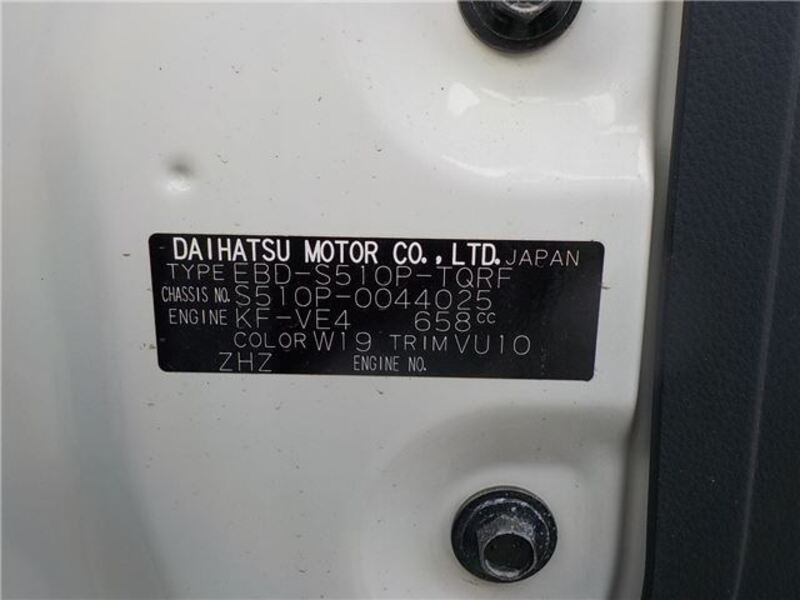 DAIHATSU MOTOR CO., LTD. JAPAN
TYPE EBD-S510P-TQRF
CHASSIS NO. S510P-0044025
ENGINE KF-VE4 658cc
COLOR W19 TRIM VU10
ZHZ ENGINE NO.